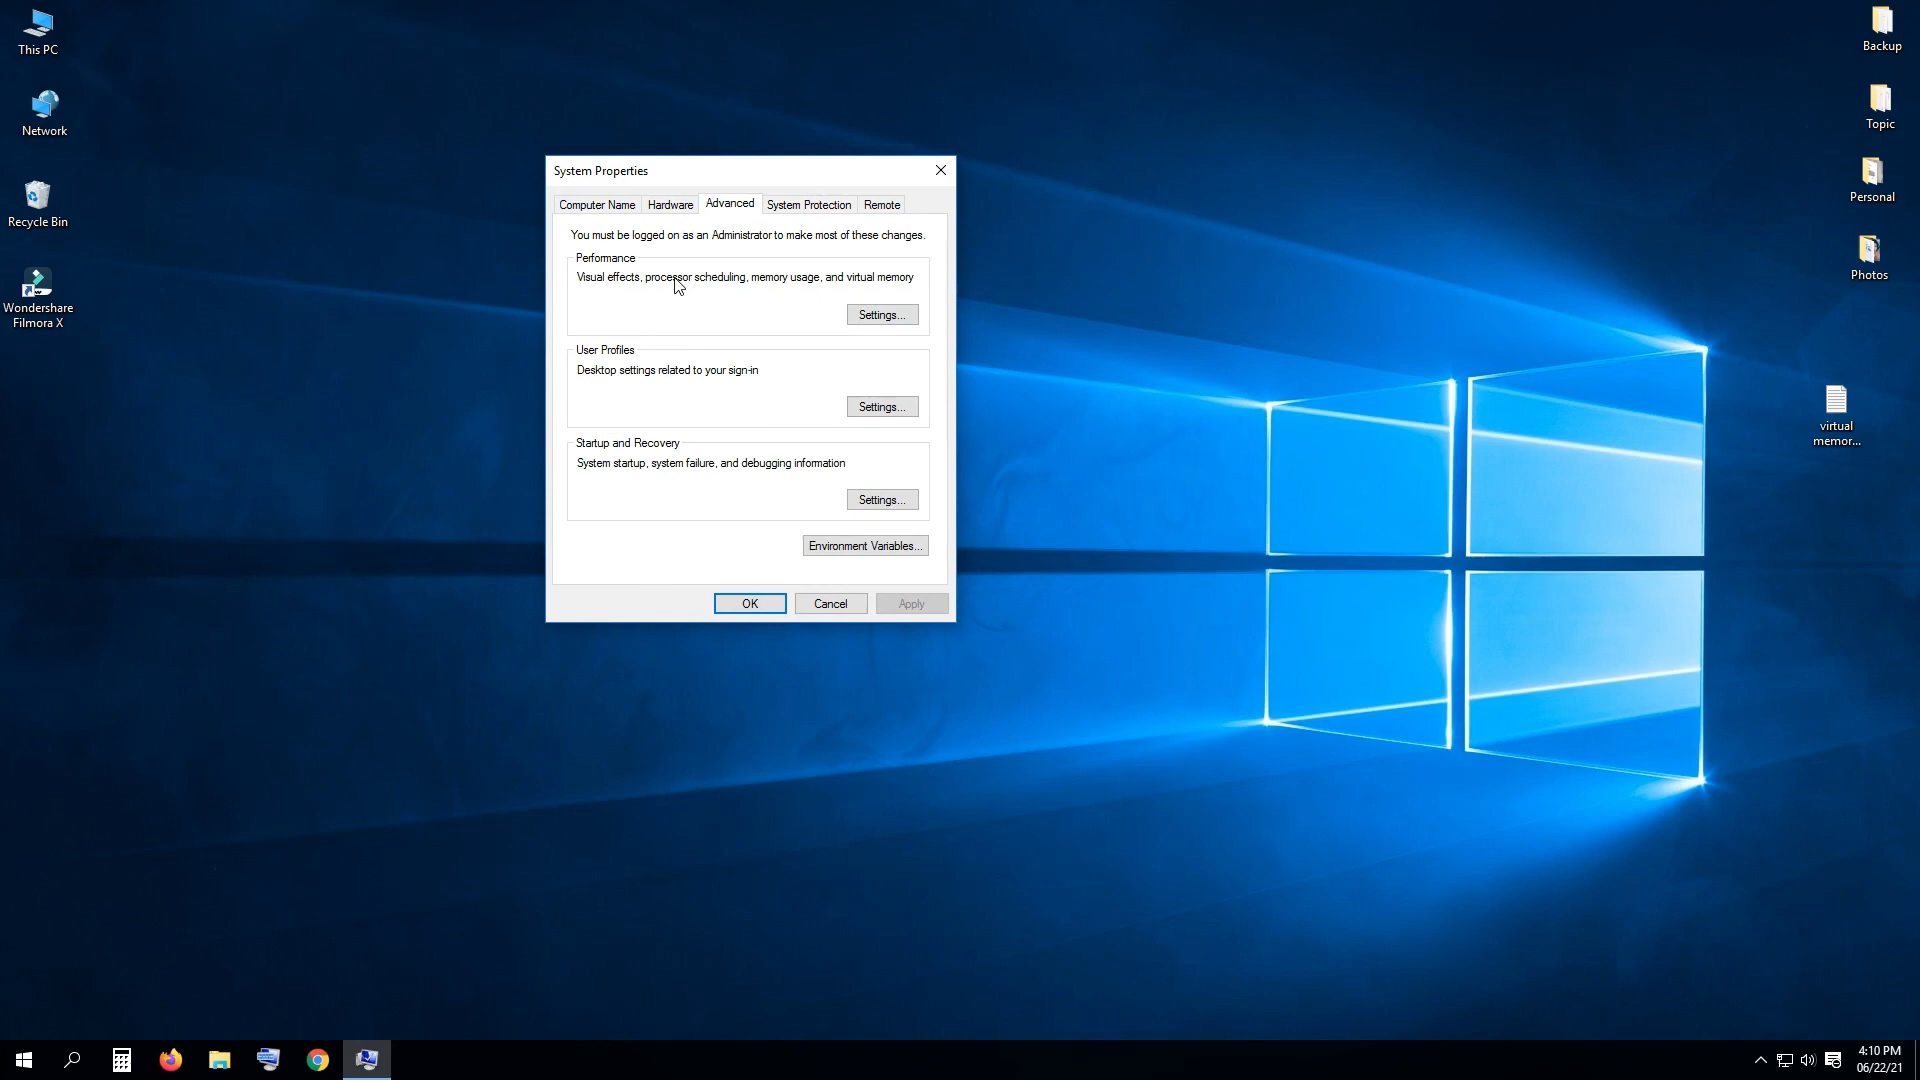 This PC
Network
Recycle Bin
Wondershare
Filmora X
System Properties
Computer Name
Hardware
Advanced
System Protection
Remote
You must be logged on as an Administrator to make most of these changes.
Performance
Visual effects, processor scheduling, memory usage, and virtual memory
Settings...
User Profiles
Desktop settings related to your sign-in
Settings...
Startup and Recovery
System startup, system failure, and debugging information
Settings...
Environment Variables...
OK
Cancel
Apply
Backup
Topic
Personal
Photos
virtual
memor...
4:10 PM
06/22/21